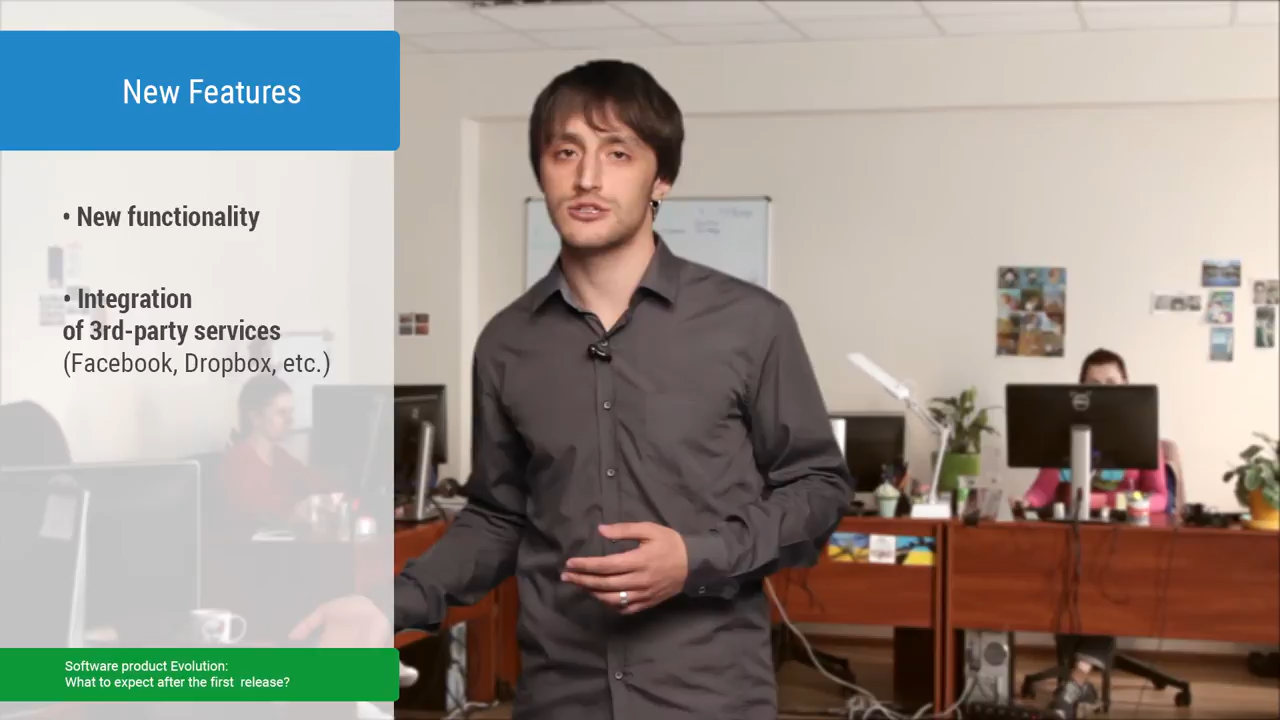 New Features
• New functionality
• Integration
of 3rd-party services
(Facebook, Dropbox, etc.)
Software product Evolution:
What to expect after the first release?